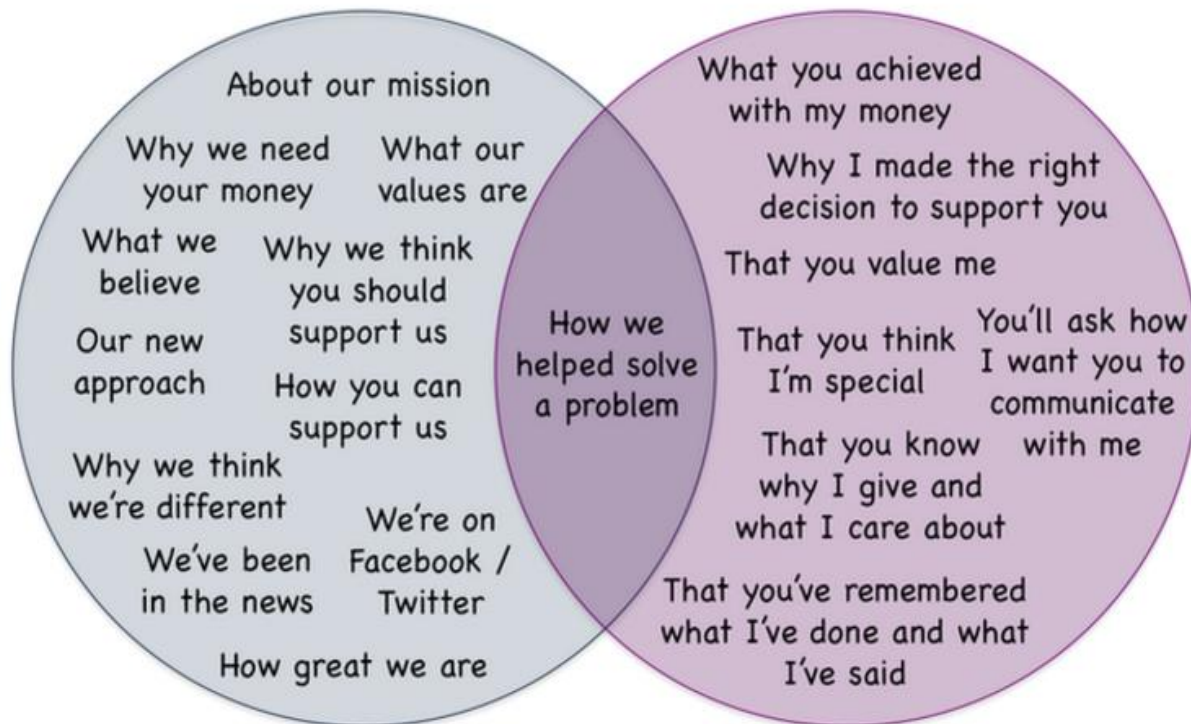 About our mission
Why we need
your money
What our
values are
What we
believe
Why we think
you should
support us
Our new
approach
How you can
support us
Why we think
we're different
We're on
Facebook /
Twitter
We've been
in the news
How great we are
How we
helped solve
a problem
What you achieved
with my money
Why I made the right
decision to support you
That you value me
That you think
I'm special
You'll ask how
I want you to
communicate
with me
That you know
why I give and
what I care about
That you've remembered
what I've done and what
I've said